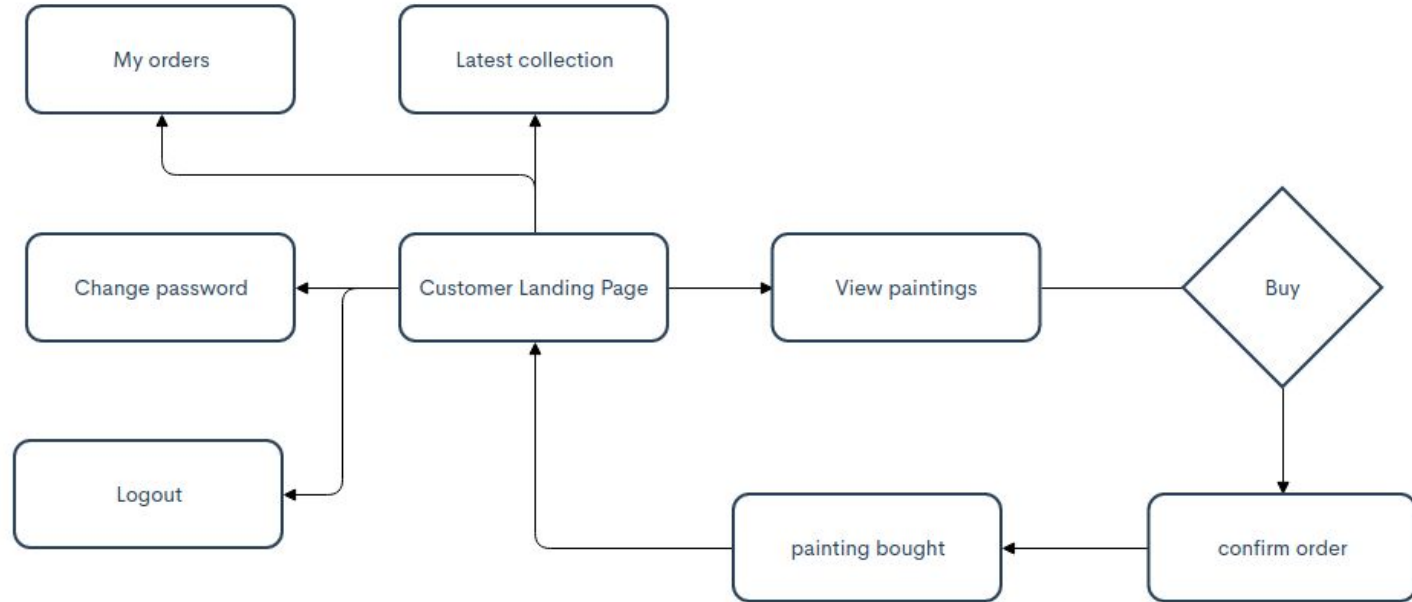 My orders
Latest collection
Change password
Customer Landing Page
View paintings
Buy
Logout
painting bought
confirm order